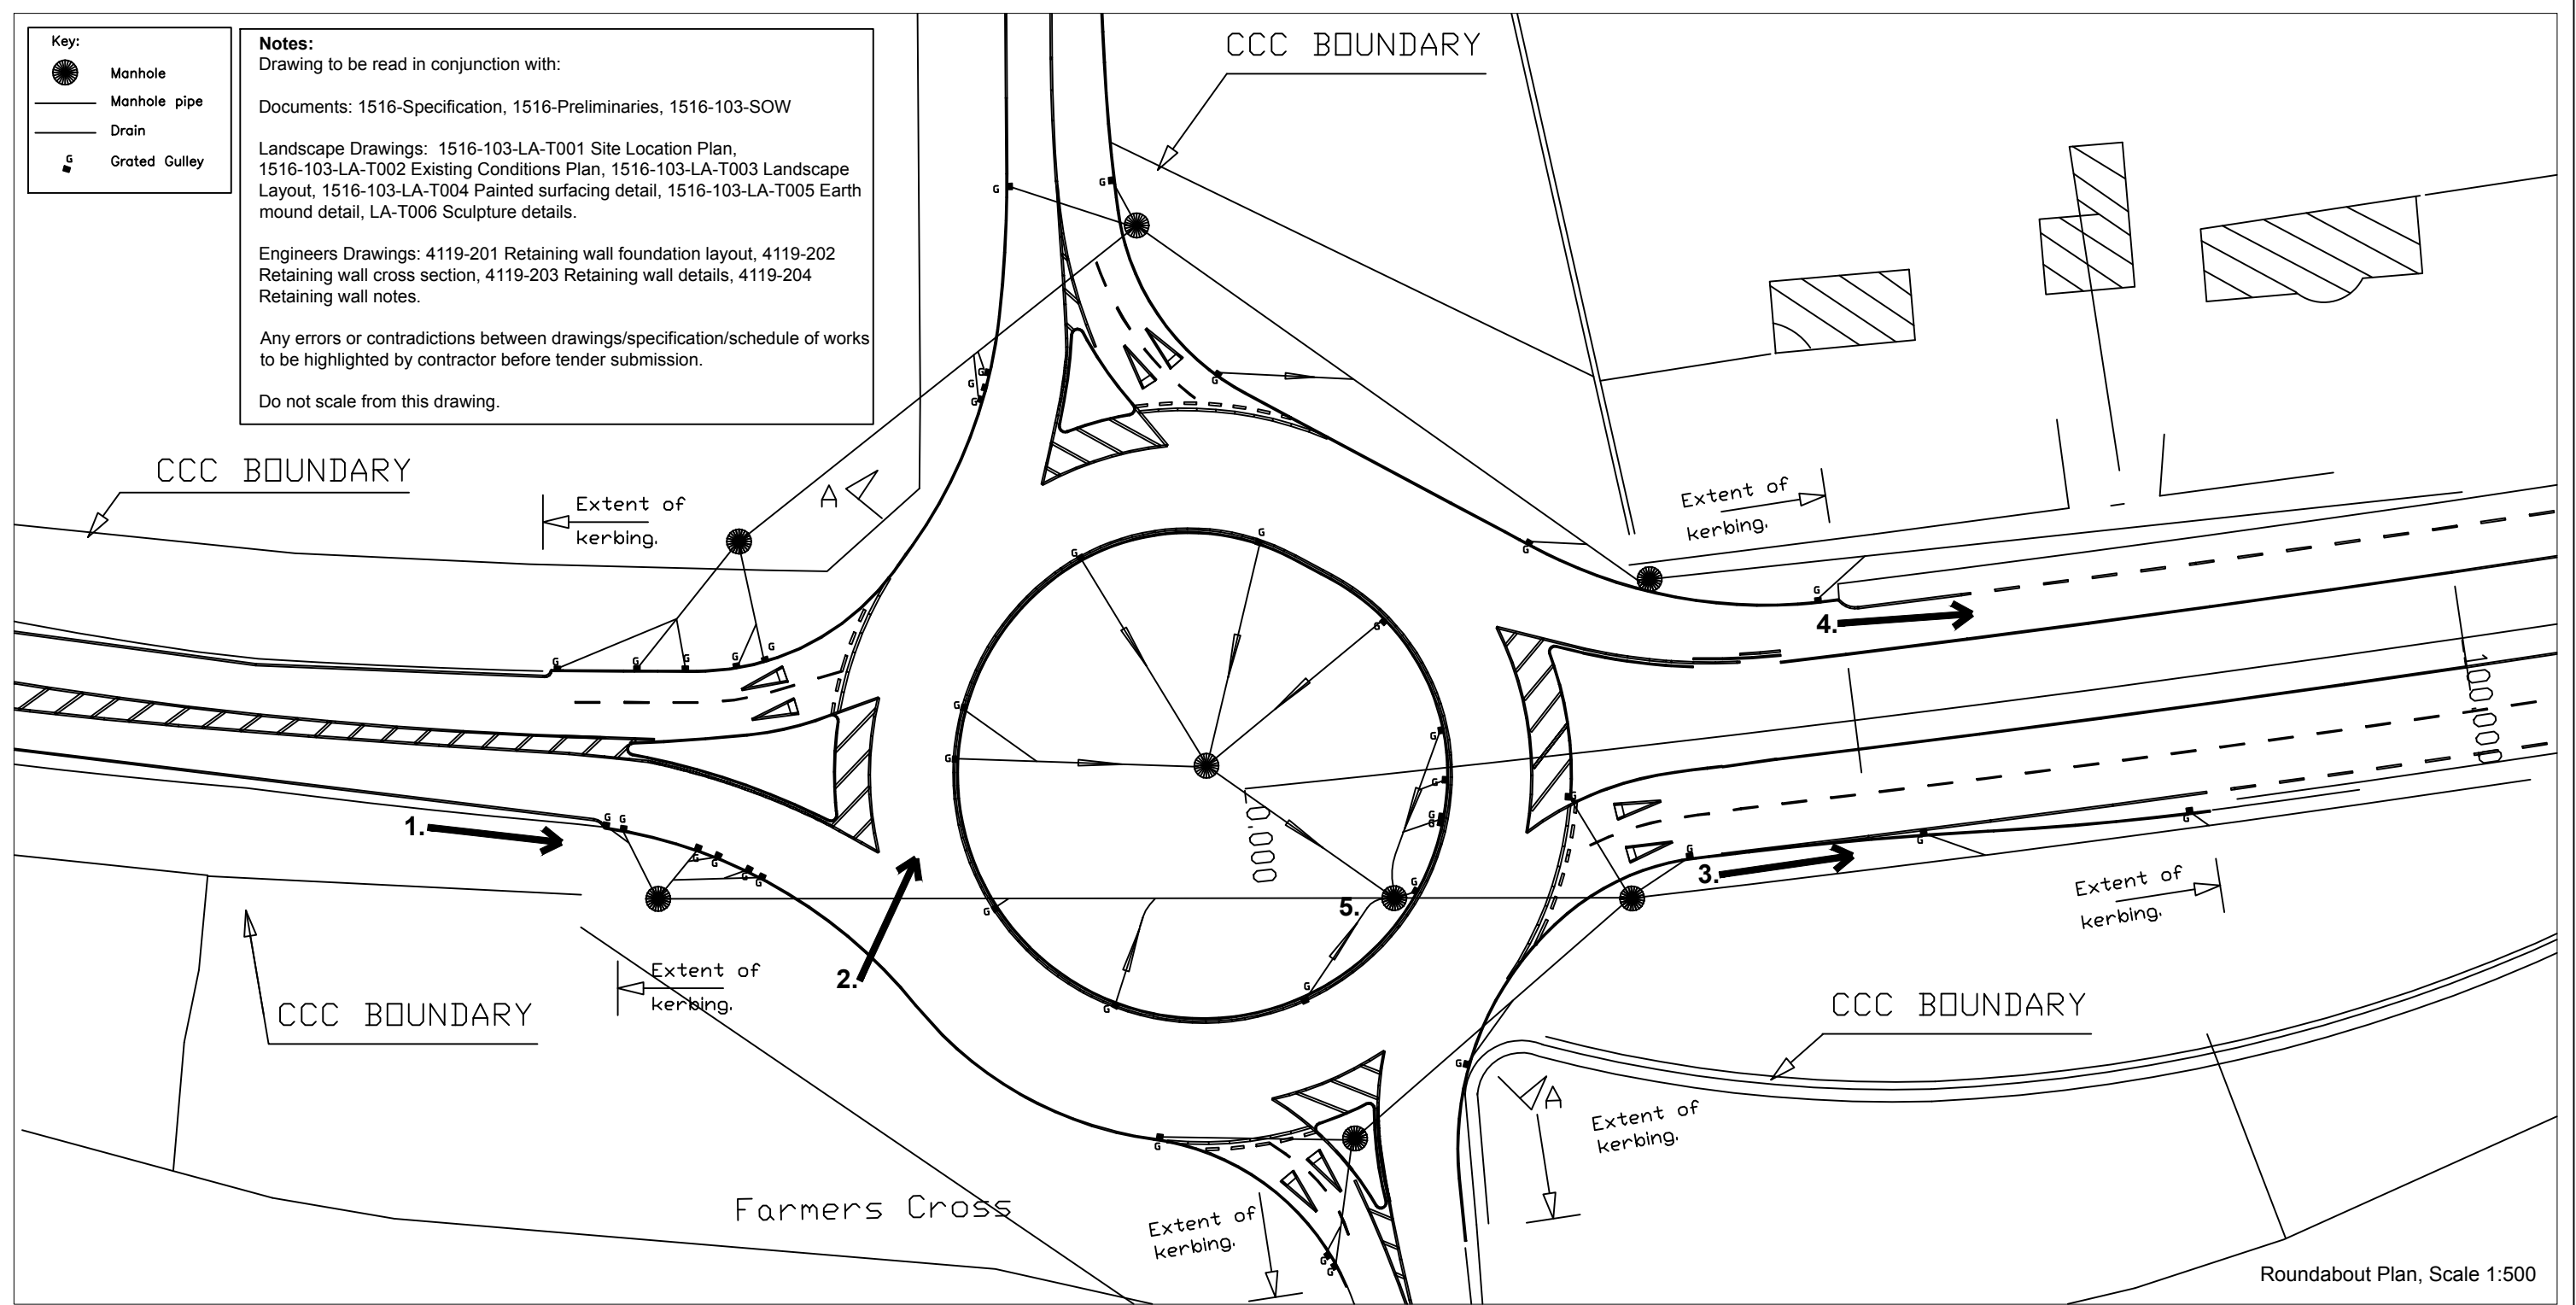 Key:
Manhole
Manhole pipe
Drain
G
Grated Gulley
Notes:
Drawing to be read in conjunction with:
Documents: 1516-Specification, 1516-Preliminaries, 1516-103-SOW
Landscape Drawings:  1516-103-LA-T001 Site Location Plan,
1516-103-LA-T002 Existing Conditions Plan, 1516-103-LA-T003 Landscape
Layout, 1516-103-LA-T004 Painted surfacing detail, 1516-103-LA-T005 Earth
mound detail, LA-T006 Sculpture details.
Engineers Drawings: 4119-201 Retaining wall foundation layout, 4119-202
Retaining wall cross section, 4119-203 Retaining wall details, 4119-204
Retaining wall notes.
Any errors or contradictions between drawings/specification/schedule of works
to be highlighted by contractor before tender submission.
Do not scale from this drawing.
CCC BOUNDARY
G
G
G
G
G
G
CCC BOUNDARY
Extent of
kerbing.
A
Extent of
kerbing.
G
G
G
G
G
G
G
G
G
G
4.
G
G
G
G
G
G
G
G
100.000
1.
G
G
G
G
G
G
10.000
G
G
G
3.
G
G
Extent of
kerbing.
5.
G
G
2.
Extent of
kerbing.
CCC BOUNDARY
G
G
CCC BOUNDARY
G
A
Extent of
kerbing.
G
Farmers Cross
Extent of
kerbing.
G
G
Roundabout Plan, Scale 1:500